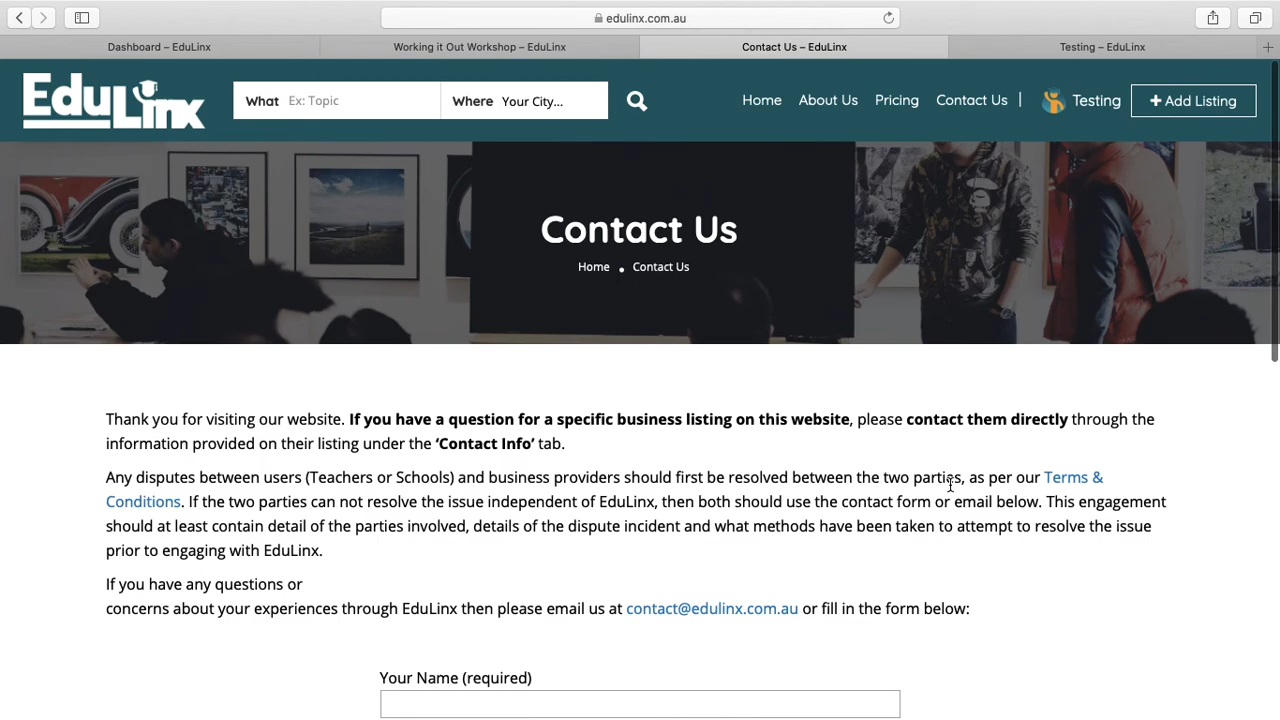 edulinx.com.au
Dashboard – EduLinx
Working it Out Workshop – EduLinx
Contact Us – EduLinx
Testing – EduLinx
EduLinx
What Ex: Topic
Where Your City...
Home
About Us
Pricing
Contact Us |
Testing
+ Add Listing
Contact Us
Home • Contact Us
Thank you for visiting our website. If you have a question for a specific business listing on this website, please contact them directly through the
information provided on their listing under the ‘Contact Info’ tab.
Any disputes between users (Teachers or Schools) and business providers should first be resolved between the two parties, as per our Terms &
Conditions. If the two parties can not resolve the issue independent of EduLinx, then both should use the contact form or email below. This engagement
should at least contain detail of the parties involved, details of the dispute incident and what methods have been taken to attempt to resolve the issue
prior to engaging with EduLinx.
If you have any questions or
concerns about your experiences through EduLinx then please email us at contact@edulinx.com.au or fill in the form below:
Your Name (required)